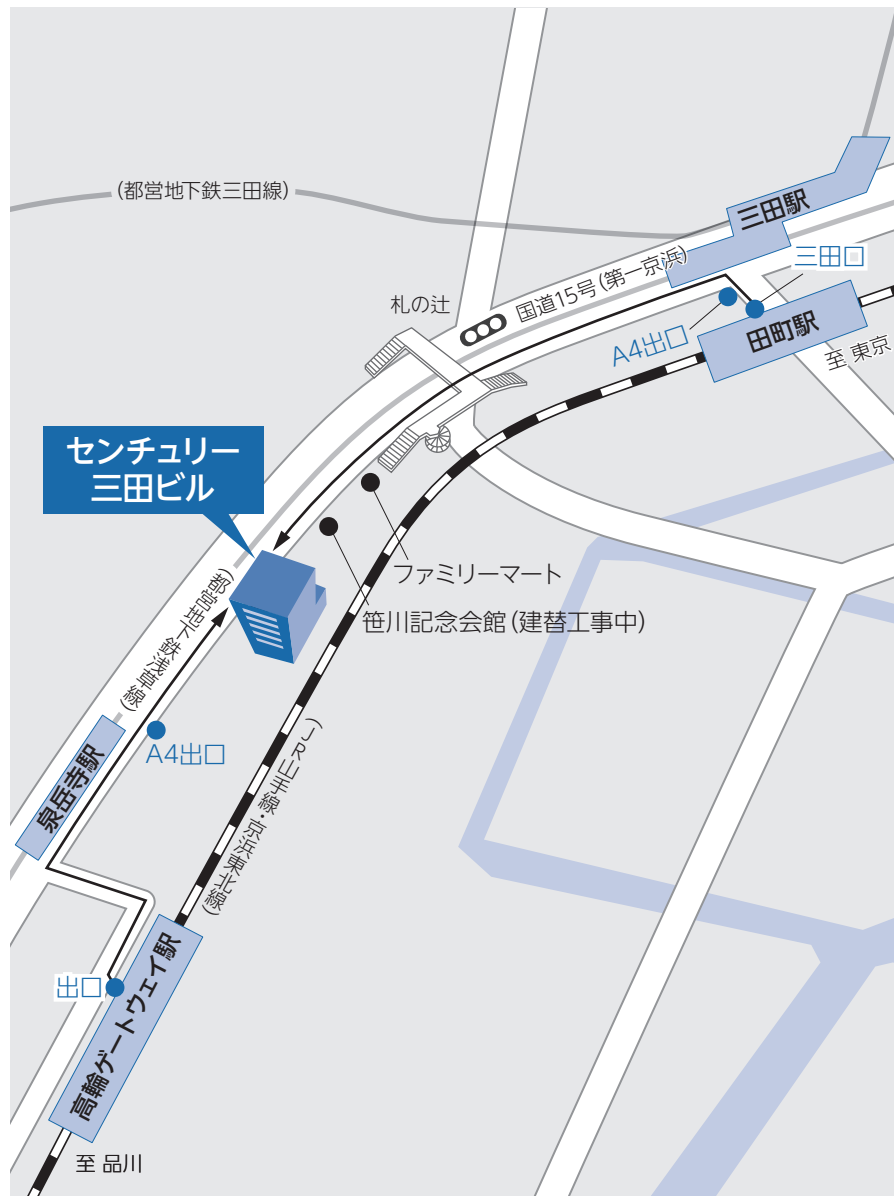 (都営地下鉄三田線)
三田駅
三田口
国道15号(第一京浜)
札の辻
A4出口
田町駅
至 東京
センチュリー
三田ビル
ファミリーマート
笹川記念会館(建替工事中)
(都営地下鉄浅草線)
A4出口
泉岳寺駅
(JR山手線・京浜東北線)
出口
高輪ゲートウェイ駅
至 品川